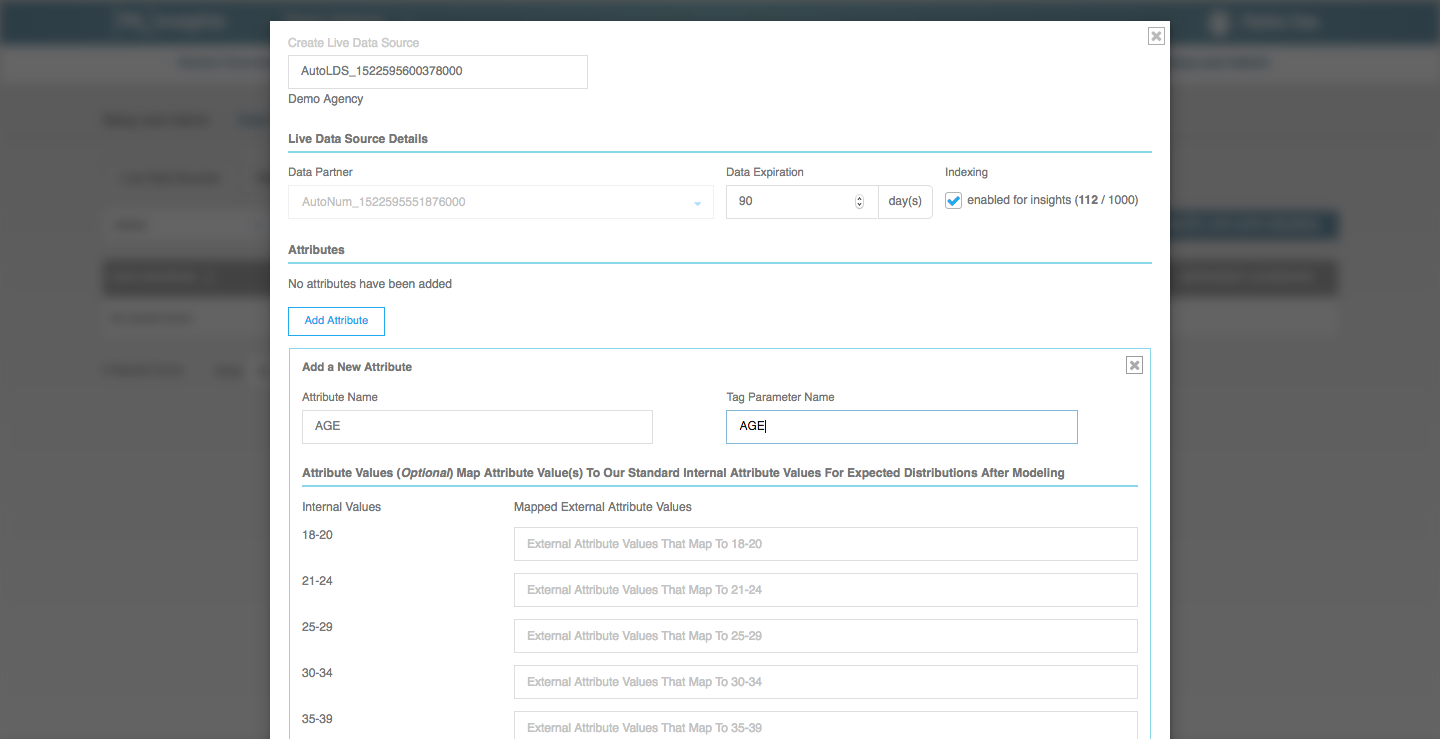 Create Live Data Source
AutoLDS_1522595600378000
Demo Agency
Live Data Source Details
Data Partner
Data Expiration
Indexing
AutoNum_1522595551876000
90
day(s)
enabled for insights (112 / 1000)
Attributes
No attributes have been added
Add Attribute
Add a New Attribute
Attribute Name
Tag Parameter Name
AGE
AGE
Attribute Values (Optional) Map Attribute Value(s) To Our Standard Internal Attribute Values For Expected Distributions After Modeling
Internal Values
Mapped External Attribute Values
18-20
External Attribute Values That Map To 18-20
21-24
External Attribute Values That Map To 21-24
25-29
External Attribute Values That Map To 25-29
30-34
External Attribute Values That Map To 30-34
35-39
External Attribute Values That Map To 35-39